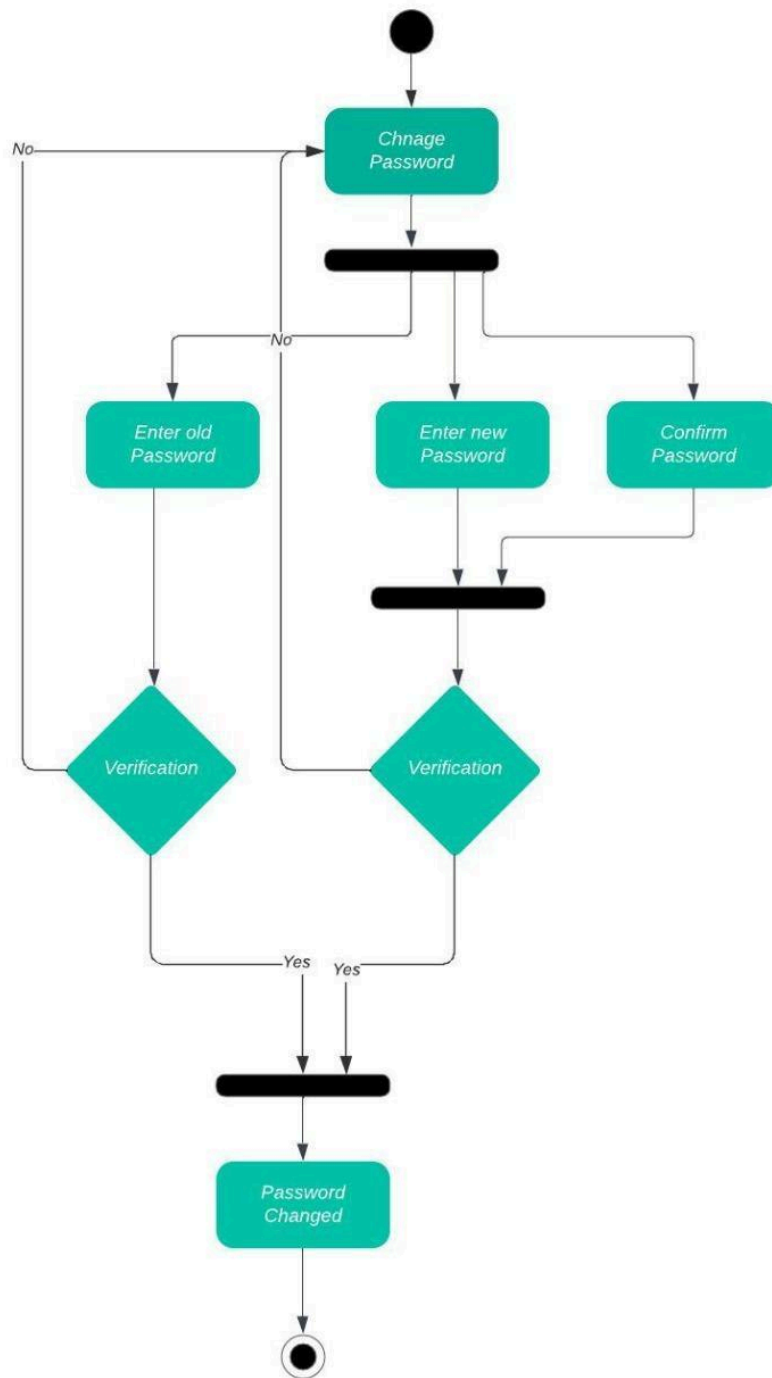 Chnage
Password
No
No
Enter old
Password
Enter new
Password
Confirm
Password
Verification
Verification
Yes
Yes
Password
Changed